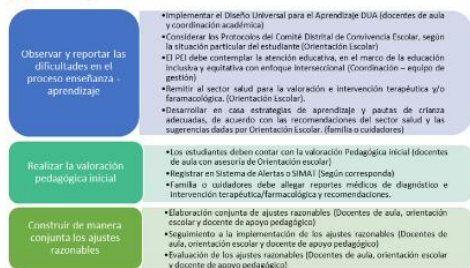 Observar y reportar las
dificultades en el
proceso enseñanza -
aprendizaje
•Implementar el Diseño Universal para el Aprendizaje DUA (docentes de
aula y coordinación académica)
•Considerar los Protocolos del Comité Distrital de Convivencia Escolar, según
la situación particular del estudiante (Orientación Escolar)
•El PEI debe contemplar la atención educativa, en el marco de la educación
inclusiva y equitativa con enfoque interseccional (Coordinación – equipo de
gestión)
•Remitir al sector salud para la valoración e intervención terapéutica y/o
faramacológica. (Orientación Escolar).
•Desarrollar en casa estrategias de aprendizaje y pautas de crianza
adecuadas, de acuerdo con las recomendaciones del sector salud y las
sugerencias dadas por Orientación Escolar. (familia o cuidadores)
Realizar la valoración
pedagógica inicial
•Los estudiantes deben contar con la valoración Pedagógica inicial (docentes
de aula con asesoría de Orientación escolar)
•Registrar en Sistema de Alertas o SIMAT (Según corresponda)
•Familia o cuidadores debe allegar reportes médicos de diagnóstico e
intervención terapéutica/farmacológica y recomendaciones.
Construir de manera
conjunta los ajustes
razonables
•Elaboración conjunta de ajustes razonables (Docentes de aula, orientación
escolar y docente de apoyo pedagógico)
•Seguimiento a la implementación de los ajustes razonables (Docentes de
aula, orientación escolar y docente de apoyo pedagógico)
•Evaluación de los ajustes razonables (Docentes de aula, orientación escolar
y docente de apoyo pedagógico)